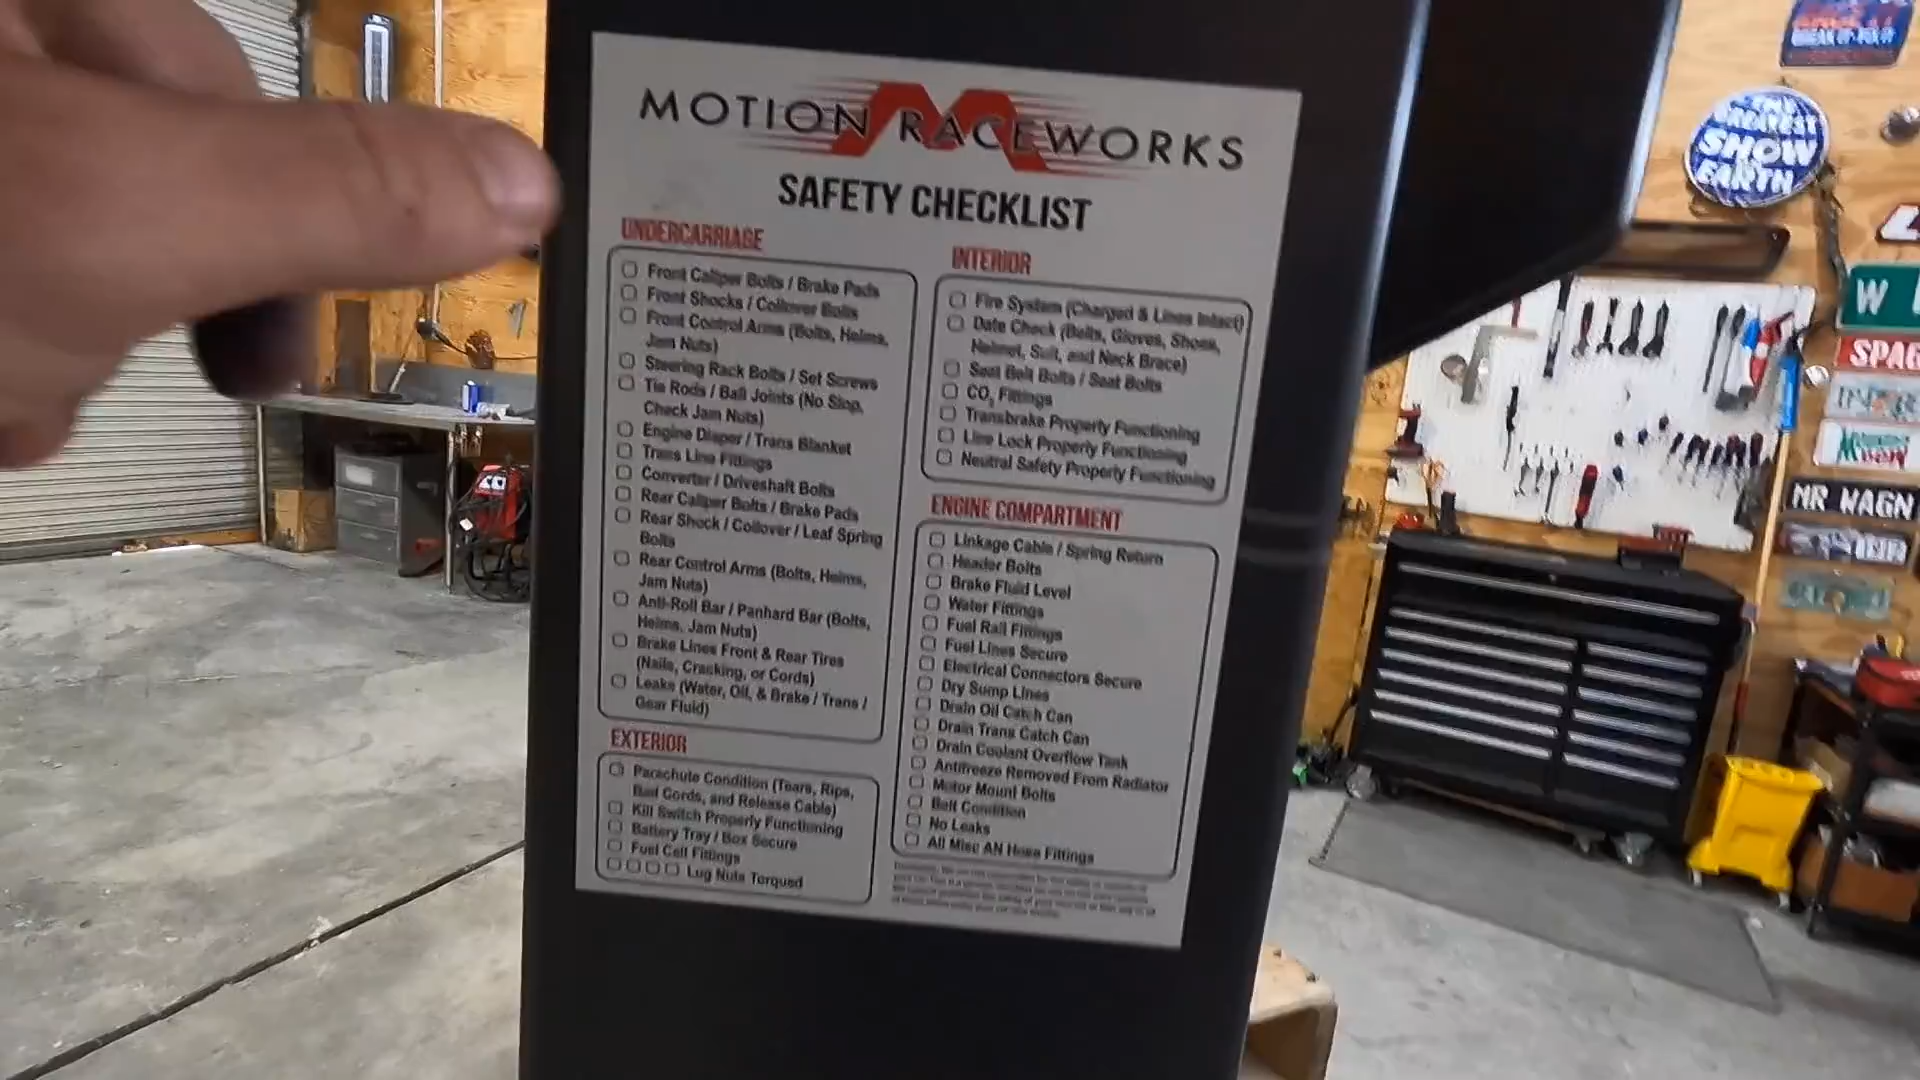 MOTION RACEWORKS
SAFETY CHECKLIST
UNDERCARRIAGE
Front Caliper Bolts / Brake Pads
Front Shocks / Coilover Bolts
Front Control Arms (Bolts, Heims,
Jam Nuts)
Steering Rack Bolts / Set Screws
Tie Rods / Ball Joints (No Slop,
Check Jam Nuts)
Engine Diaper / Trans Blanket
Trans Line Fittings
Converter / Driveshaft Bolts
Rear Caliper Bolts / Brake Pads
Rear Shock / Coilover / Leaf Spring
Bolts
Rear Control Arms (Bolts, Heims,
Jam Nuts)
Anti-Roll Bar / Panhard Bar (Bolts,
Heims, Jam Nuts)
Brake Lines Front & Rear Tires
(Nails, Cracking, or Cords)
Leaks (Water, Oil, & Brake / Trans /
Gear Fluid)
EXTERIOR
Parachute Condition (Tears, Rips,
Bad Cords, and Release Cable)
Kill Switch Properly Functioning
Battery Tray / Box Secure
Fuel Cell Fittings
Lug Nuts Torqued
INTERIOR
Fire System (Charged & Lines Intact)
Date Check (Belts, Gloves, Shoes,
Helmet, Suit, and Neck Brace)
Seat Belt Bolts / Seat Bolts
CO₂ Fittings
Transbrake Properly Functioning
Line Lock Properly Functioning
Neutral Safety Properly Functioning
ENGINE COMPARTMENT
Linkage Cable / Spring Return
Header Bolts
Brake Fluid Level
Water Fittings
Fuel Rail Fittings
Fuel Lines Secure
Electrical Connectors Secure
Dry Sump Lines
Drain Oil Catch Can
Drain Trans Catch Can
Drain Coolant Overflow Tank
Antifreeze Removed From Radiator
Motor Mount Bolts
Belt Condition
No Leaks
All Misc AN Hose Fittings
THE
GREATEST
SHOW
EARTH
W
SPAG
MR WAGN